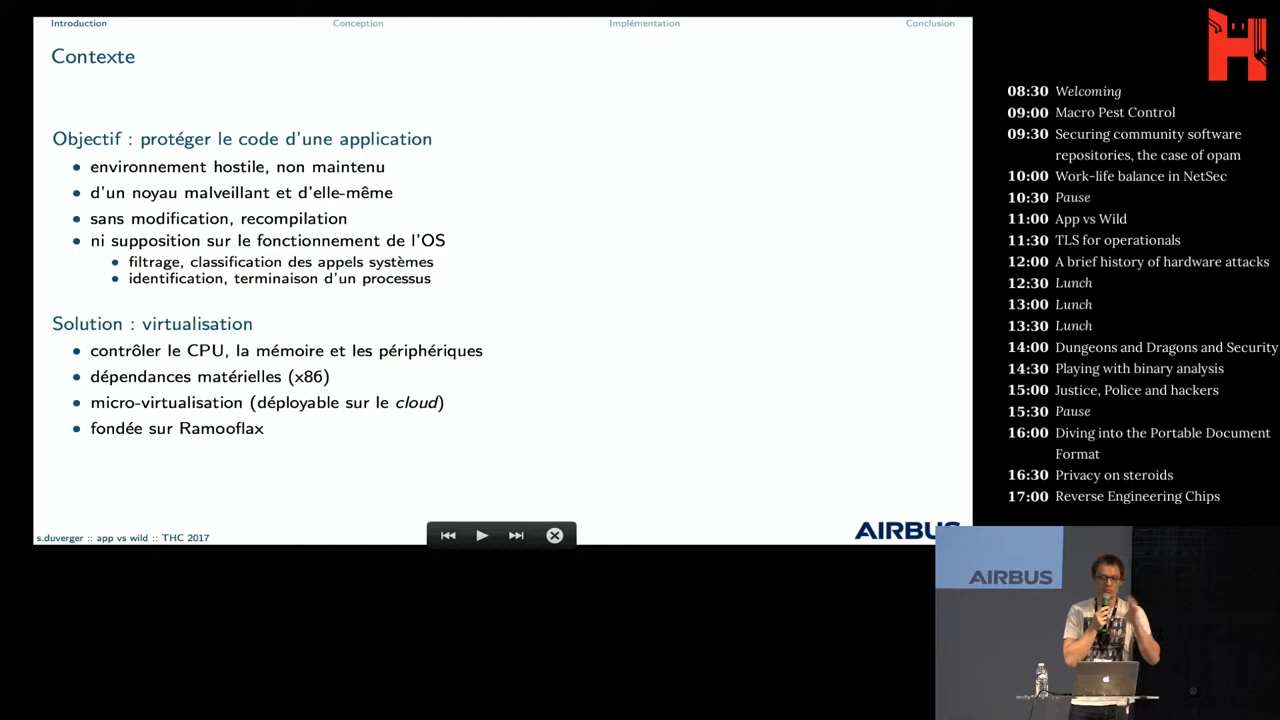 Introduction
Conception
Implémentation
Conclusion
Contexte
Objectif : protéger le code d'une application
environnement hostile, non maintenu
d'un noyau malveillant et d'elle-même
sans modification, recompilation
ni supposition sur le fonctionnement de l'OS
filtrage, classification des appels systèmes
identification, terminaison d'un processus
Solution : virtualisation
contrôler le CPU, la mémoire et les périphériques
dépendances matérielles (x86)
micro-virtualisation (déployable sur le cloud)
fondée sur Ramooflax
s.duverger :: app vs wild :: THC 2017
AIRBUS
H
08:30 Welcoming
09:00 Macro Pest Control
09:30 Securing community software
repositories, the case of opam
10:00 Work-life balance in NetSec
10:30 Pause
11:00 App vs Wild
11:30 TLS for operationals
12:00 A brief history of hardware attacks
12:30 Lunch
13:00 Lunch
13:30 Lunch
14:00 Dungeons and Dragons and Security
14:30 Playing with binary analysis
15:00 Justice, Police and hackers
15:30 Pause
16:00 Diving into the Portable Document
Format
16:30 Privacy on steroids
17:00 Reverse Engineering Chips
AIRBUS